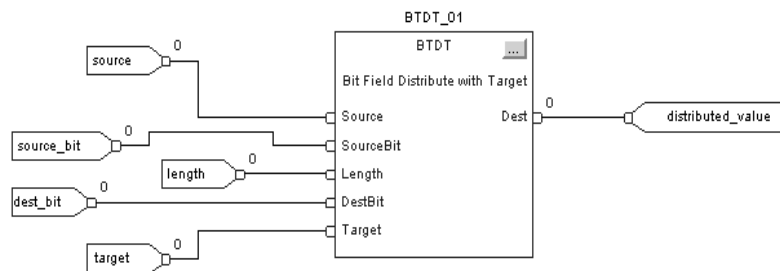 BTDT_01
0
BTDT
...
source
Bit Field Distribute with Target
0
Source
Dest
0
distributed_value
source_bit
0
SourceBit
length
0
Length
dest_bit
0
DestBit
target
0
Target